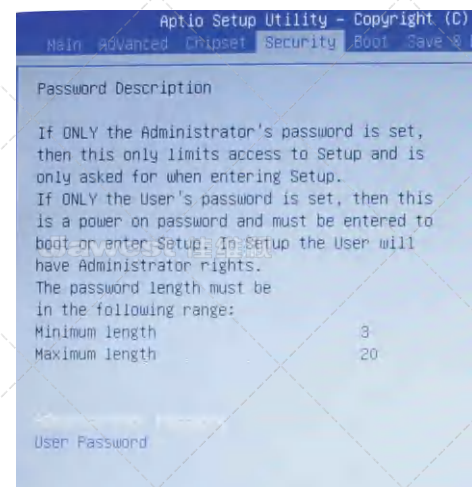 Aptio Setup Utility – Copyright (C)
Main Advanced Chipset Security Boot Save &
Password Description
If ONLY the Administrator's password is set,
then this only limits access to Setup and is
only asked for when entering Setup.
If ONLY the User's password is set, then this
is a power on password and must be entered to
boot or enter Setup. In Setup the User will
have Administrator rights.
The password length must be
in the following range:
Minimum length 3
Maximum length 20
User Password